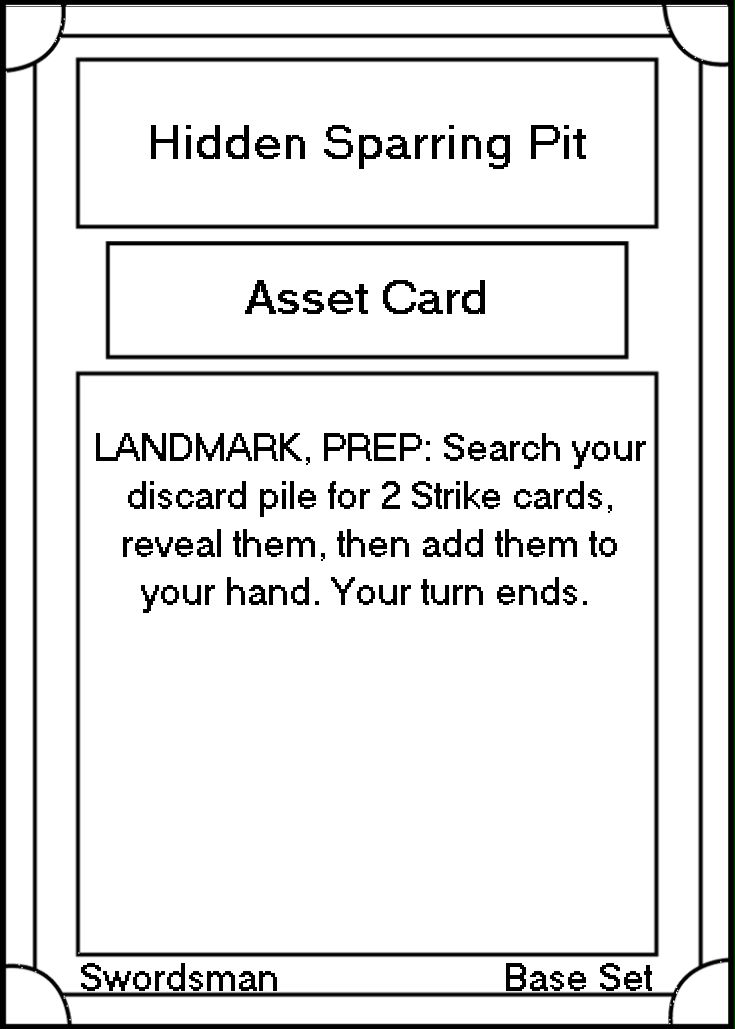 Hidden Sparring Pit
Asset Card
LANDMARK, PREP: Search your
discard pile for 2 Strike cards,
reveal them, then add them to
your hand. Your turn ends.
Swordsman
Base Set